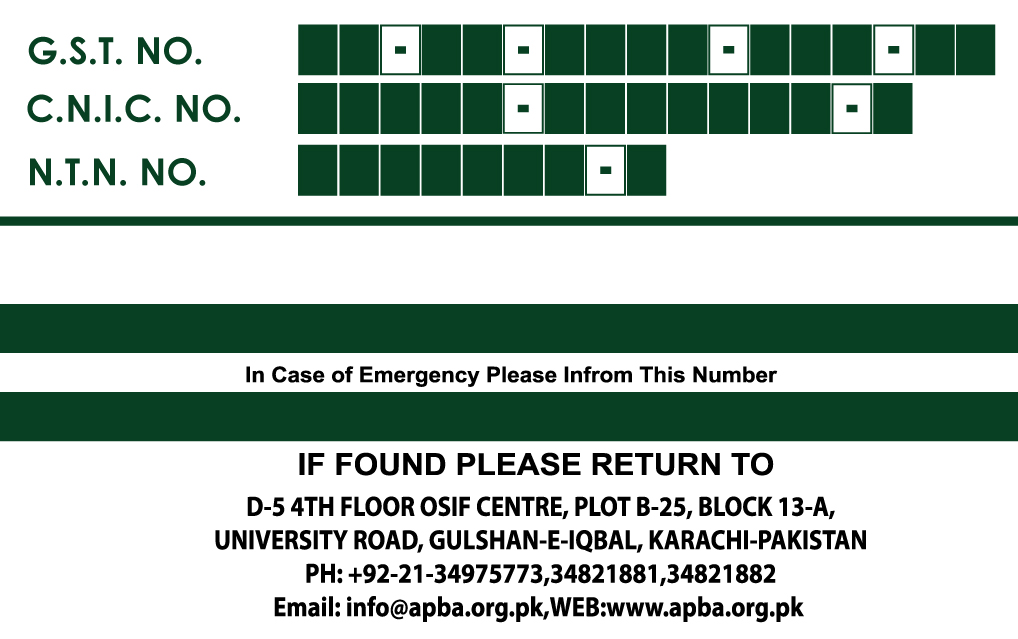 G.S.T. NO. - - - -
C.N.I.C. NO. - -
N.T.N. NO. -
In Case of Emergency Please Infrom This Number
IF FOUND PLEASE RETURN TO
D-5 4TH FLOOR OSIF CENTRE, PLOT B-25, BLOCK 13-A,
UNIVERSITY ROAD, GULSHAN-E-IQBAL, KARACHI-PAKISTAN
PH: +92-21-34975773,34821881,34821882
Email: info@apba.org.pk,WEB:www.apba.org.pk